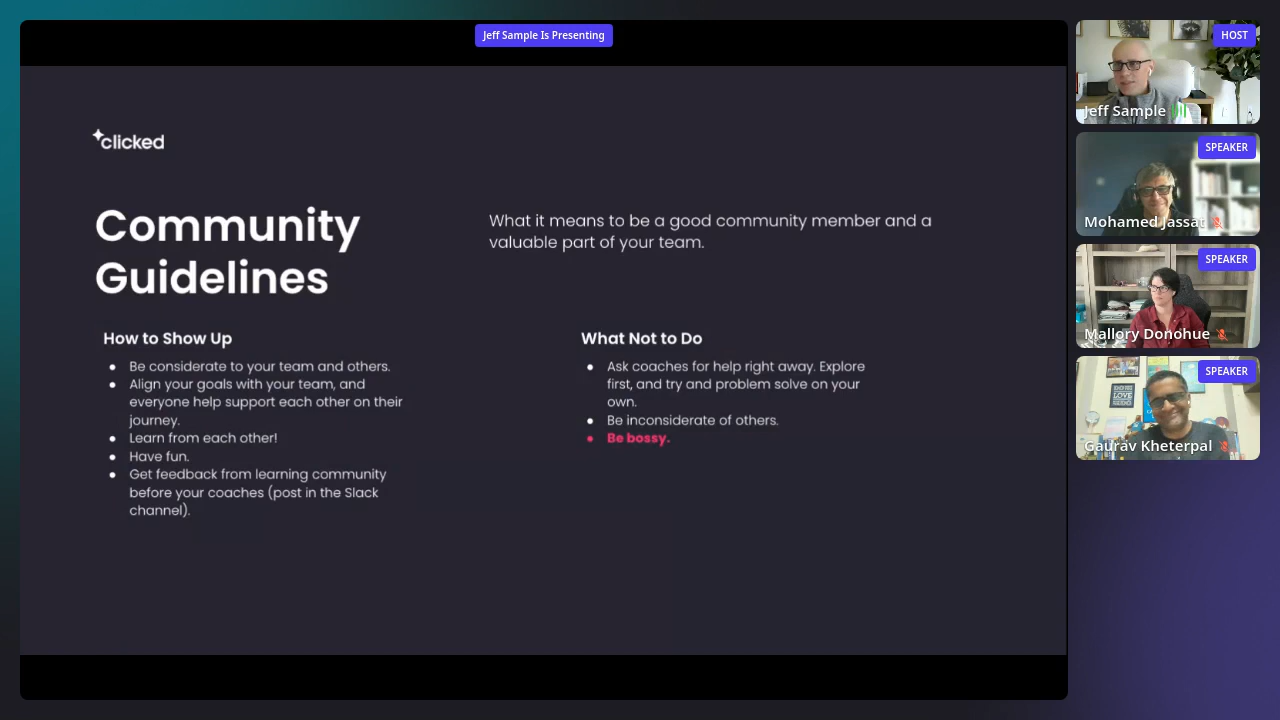 Jeff Sample Is Presenting
clicked
Community
Guidelines
What it means to be a good community member and a
valuable part of your team.
How to Show Up
● Be considerate to your team and others.
● Align your goals with your team, and
everyone help support each other on their
journey.
● Learn from each other!
● Have fun.
● Get feedback from learning community
before your coaches (post in the Slack
channel).
What Not to Do
● Ask coaches for help right away. Explore
first, and try and problem solve on your
own.
● Be inconsiderate of others.
● Be bossy.
HOST
Jeff Sample
SPEAKER
Mohamed Jassat
SPEAKER
Mallory Donohue
SPEAKER
LOVE
Gaurav Kheterpal